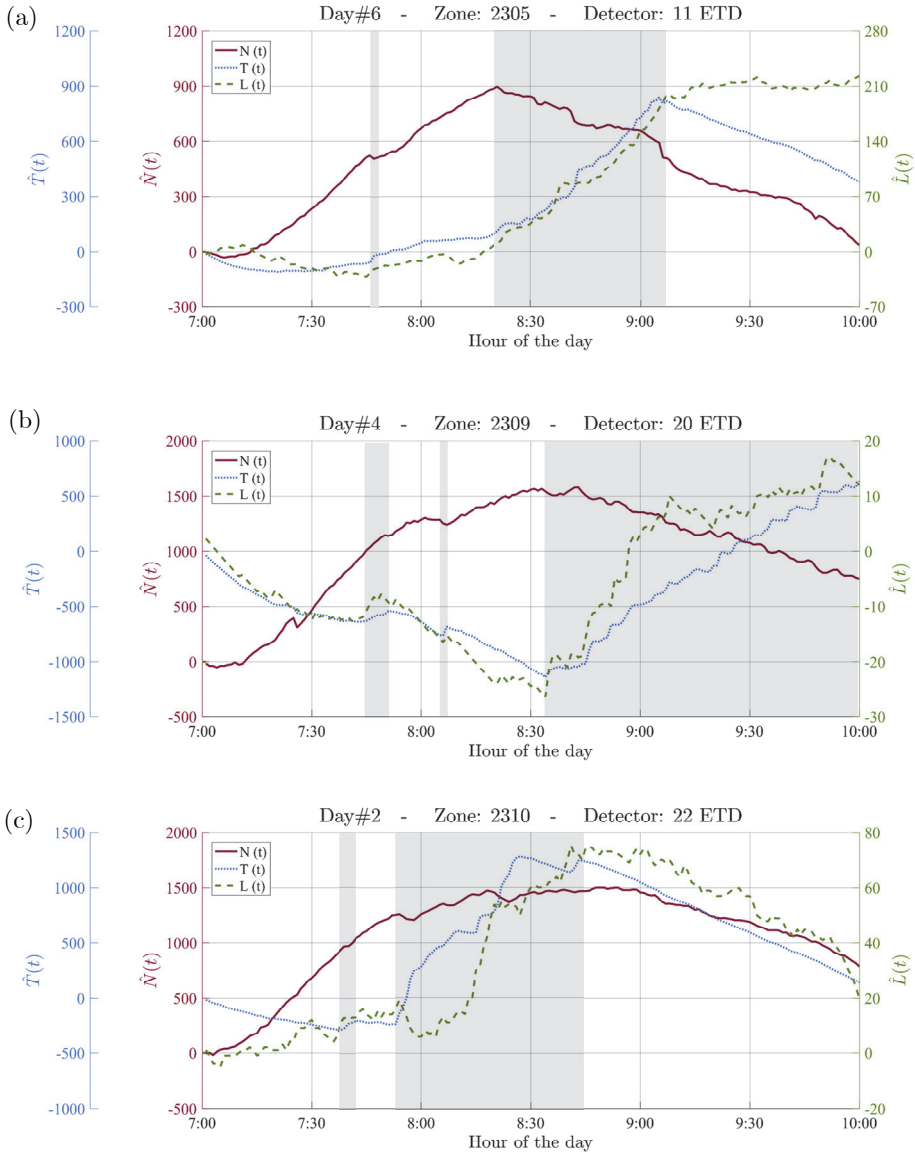 (a)
Day#6 - Zone: 2305 - Detector: 11 ETD
1200 1200 280
900 900 210
600 600 140
300 300 70
0 0 0
-300 -300 -70
N (t)
T (t)
L (t)
T̂(t)
N̂(t)
L̂(t)
7:00 7:30 8:00 8:30 9:00 9:30 10:00
Hour of the day
(b)
Day#4 - Zone: 2309 - Detector: 20 ETD
1000 2000 20
500 1500 10
0 1000 0
-500 500 -10
-1000 0 -20
-1500 -500 -30
N (t)
T (t)
L (t)
T̂(t)
N̂(t)
L̂(t)
7:00 7:30 8:00 8:30 9:00 9:30 10:00
Hour of the day
(c)
Day#2 - Zone: 2310 - Detector: 22 ETD
1500 2000 80
1000 1500 60
500 1000 40
0 500 20
-500 0 0
-1000 -500 20
N (t)
T (t)
L (t)
T̂(t)
N̂(t)
L̂(t)
7:00 7:30 8:00 8:30 9:00 9:30 10:00
Hour of the day